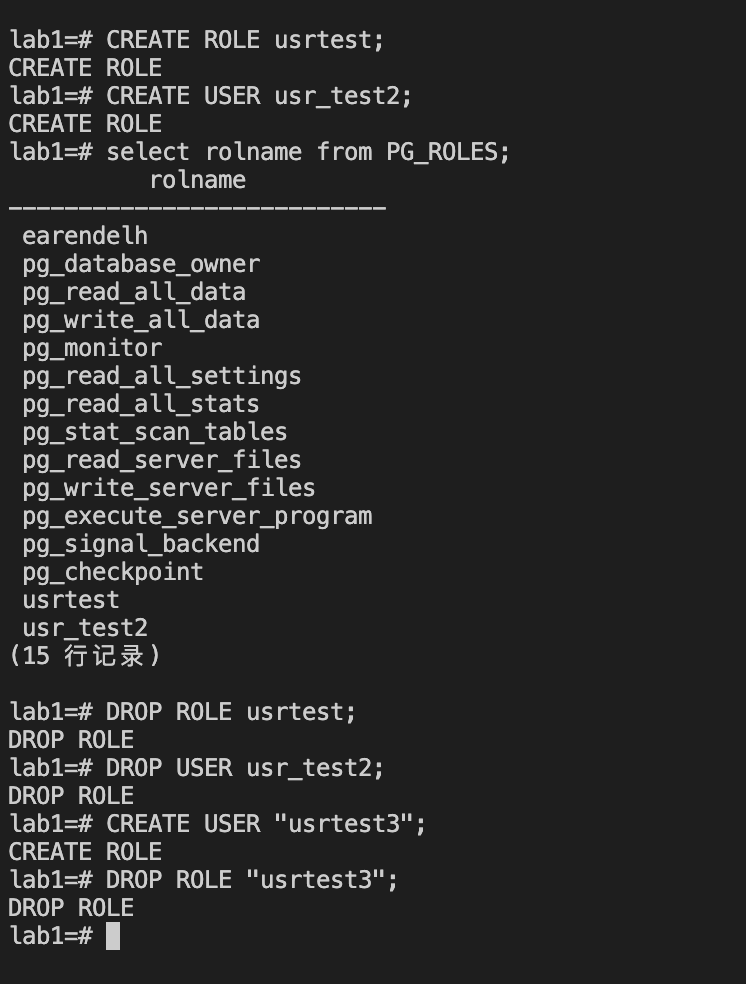 lab1=# CREATE ROLE usrtest;
CREATE ROLE
lab1=# CREATE USER usr_test2;
CREATE ROLE
lab1=# select rolname from PG_ROLES;
          rolname
---------------------------
 earendelh
 pg_database_owner
 pg_read_all_data
 pg_write_all_data
 pg_monitor
 pg_read_all_settings
 pg_read_all_stats
 pg_stat_scan_tables
 pg_read_server_files
 pg_write_server_files
 pg_execute_server_program
 pg_signal_backend
 pg_checkpoint
 usrtest
 usr_test2
(15 行记录)
lab1=# DROP ROLE usrtest;
DROP ROLE
lab1=# DROP USER usr_test2;
DROP ROLE
lab1=# CREATE USER "usrtest3";
CREATE ROLE
lab1=# DROP ROLE "usrtest3";
DROP ROLE
lab1=#